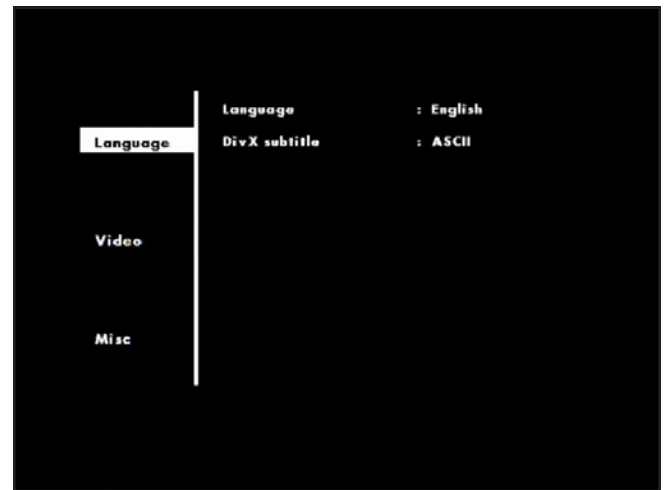 Language : English
Language
DivX subtitle : ASCII
Video
Misc